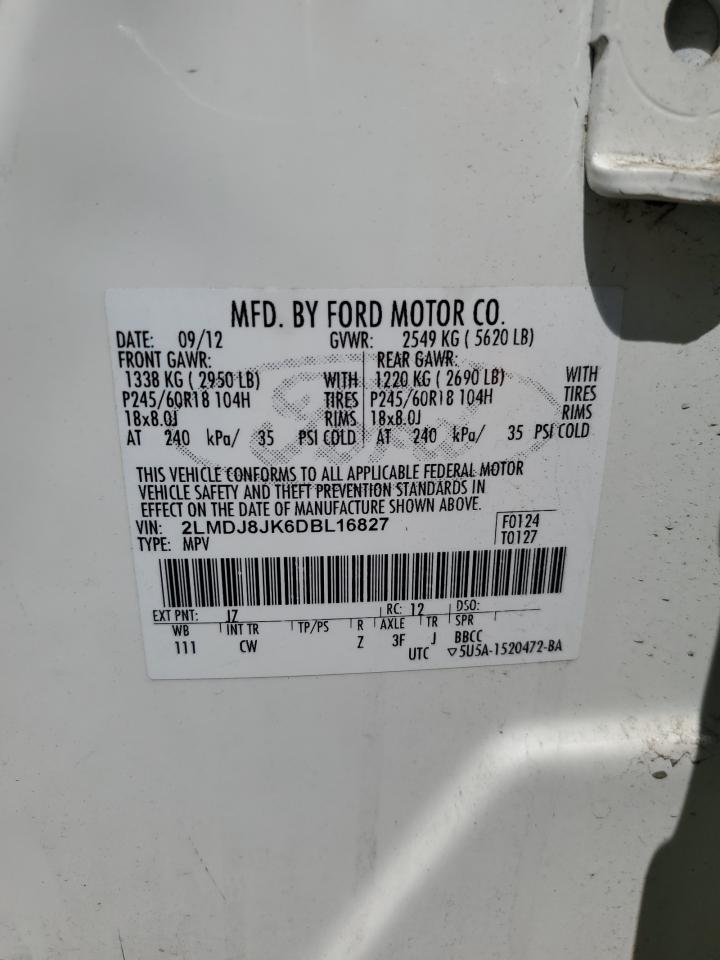 MFD. BY FORD MOTOR CO.
DATE: 09/12 GVWR: 2549 KG ( 5620 LB)
FRONT GAWR: REAR GAWR:
1338 KG ( 2950 LB) WITH 1220 KG ( 2690 LB) WITH
P245/60R18 104H TIRES P245/60R18 104H TIRES
18x8.0J RIMS 18x8.0J RIMS
AT 240 kPa/ 35 PSI COLD AT 240 kPa/ 35 PSI COLD
THIS VEHICLE CONFORMS TO ALL APPLICABLE FEDERAL MOTOR
VEHICLE SAFETY AND THEFT PREVENTION STANDARDS IN
EFFECT ON THE DATE OF MANUFACTURE SHOWN ABOVE.
VIN: 2LMDJ8JK6DBL16827 F0124
TYPE: MPV T0127
EXT PNT: JZ RC: 12 DSO:
WB INT TR TP/PS R AXLE TR SPR
111 CW Z 3F J BBCC
UTC ▽5U5A-1520472-BA